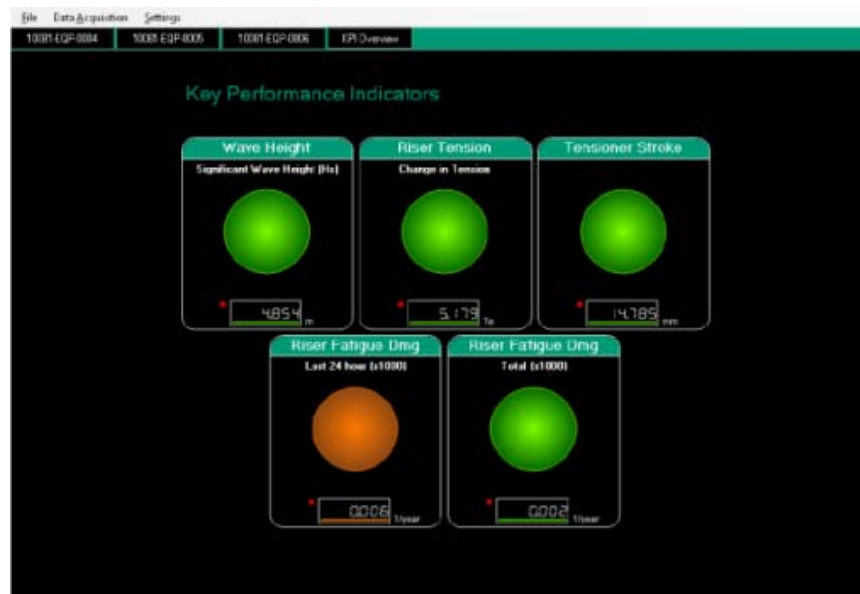 File Data Acquisition Settings
10081-EQP-0004 10081-EQP-0005 10081-EQP-0006 KPI Overview
Key Performance Indicators
Wave Height Riser Tension Tensioner Stroke
Significant Wave Height (Hs) Change in Tension
4.854 m 5.179 Te 14.785 mm
Riser Fatigue Dmg Riser Fatigue Dmg
Last 24 hour (x1000) Total (x1000)
0.006 1/year 0.002 1/year